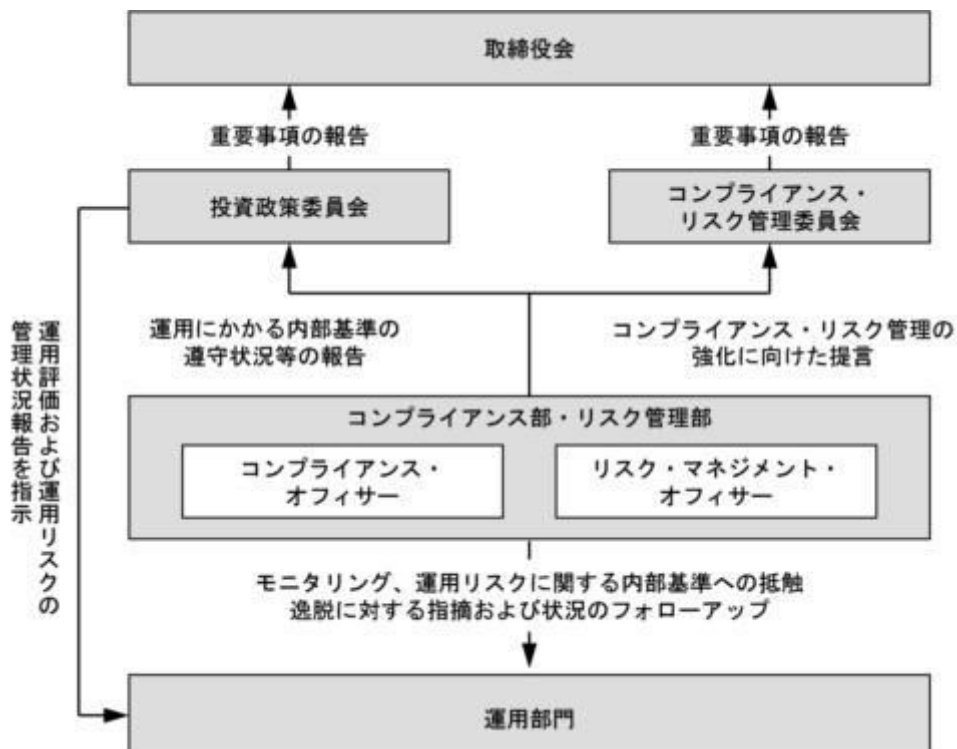 取締役会
重要事項の報告
重要事項の報告
投資政策委員会
コンプライアンス・
リスク管理委員会
運用にかかる内部基準の
遵守状況等の報告
コンプライアンス・リスク管理の
強化に向けた提言
運用評価および運用リスクの
管理状況報告を指示
コンプライアンス部・リスク管理部
コンプライアンス・
オフィサー
リスク・マネジメント・
オフィサー
モニタリング、運用リスクに関する内部基準への抵触
逸脱に対する指摘および状況のフォローアップ
運用部門